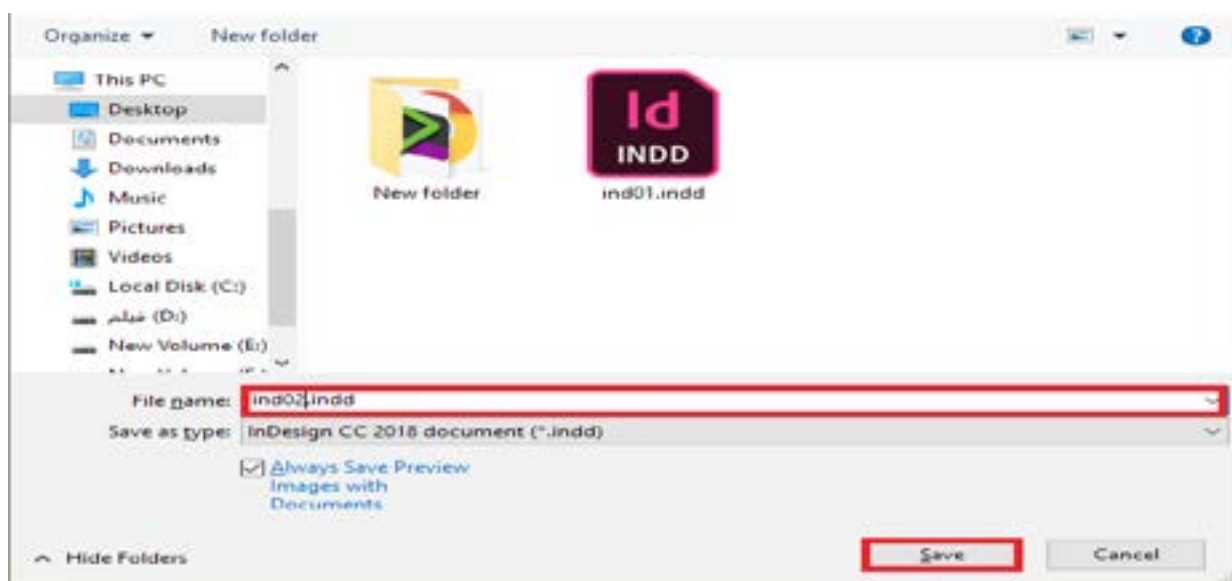 Organize New folder
This PC
Desktop
Documents
Downloads
Music
Pictures
Videos
Local Disk (C:)
فيلم (D:)
New Volume (E:)
Id
INDD
New folder
ind01.indd
File name: ind02.indd
Save as type: InDesign CC 2018 document (*.indd)
Always Save Preview
Images with
Documents
Hide Folders
Save
Cancel